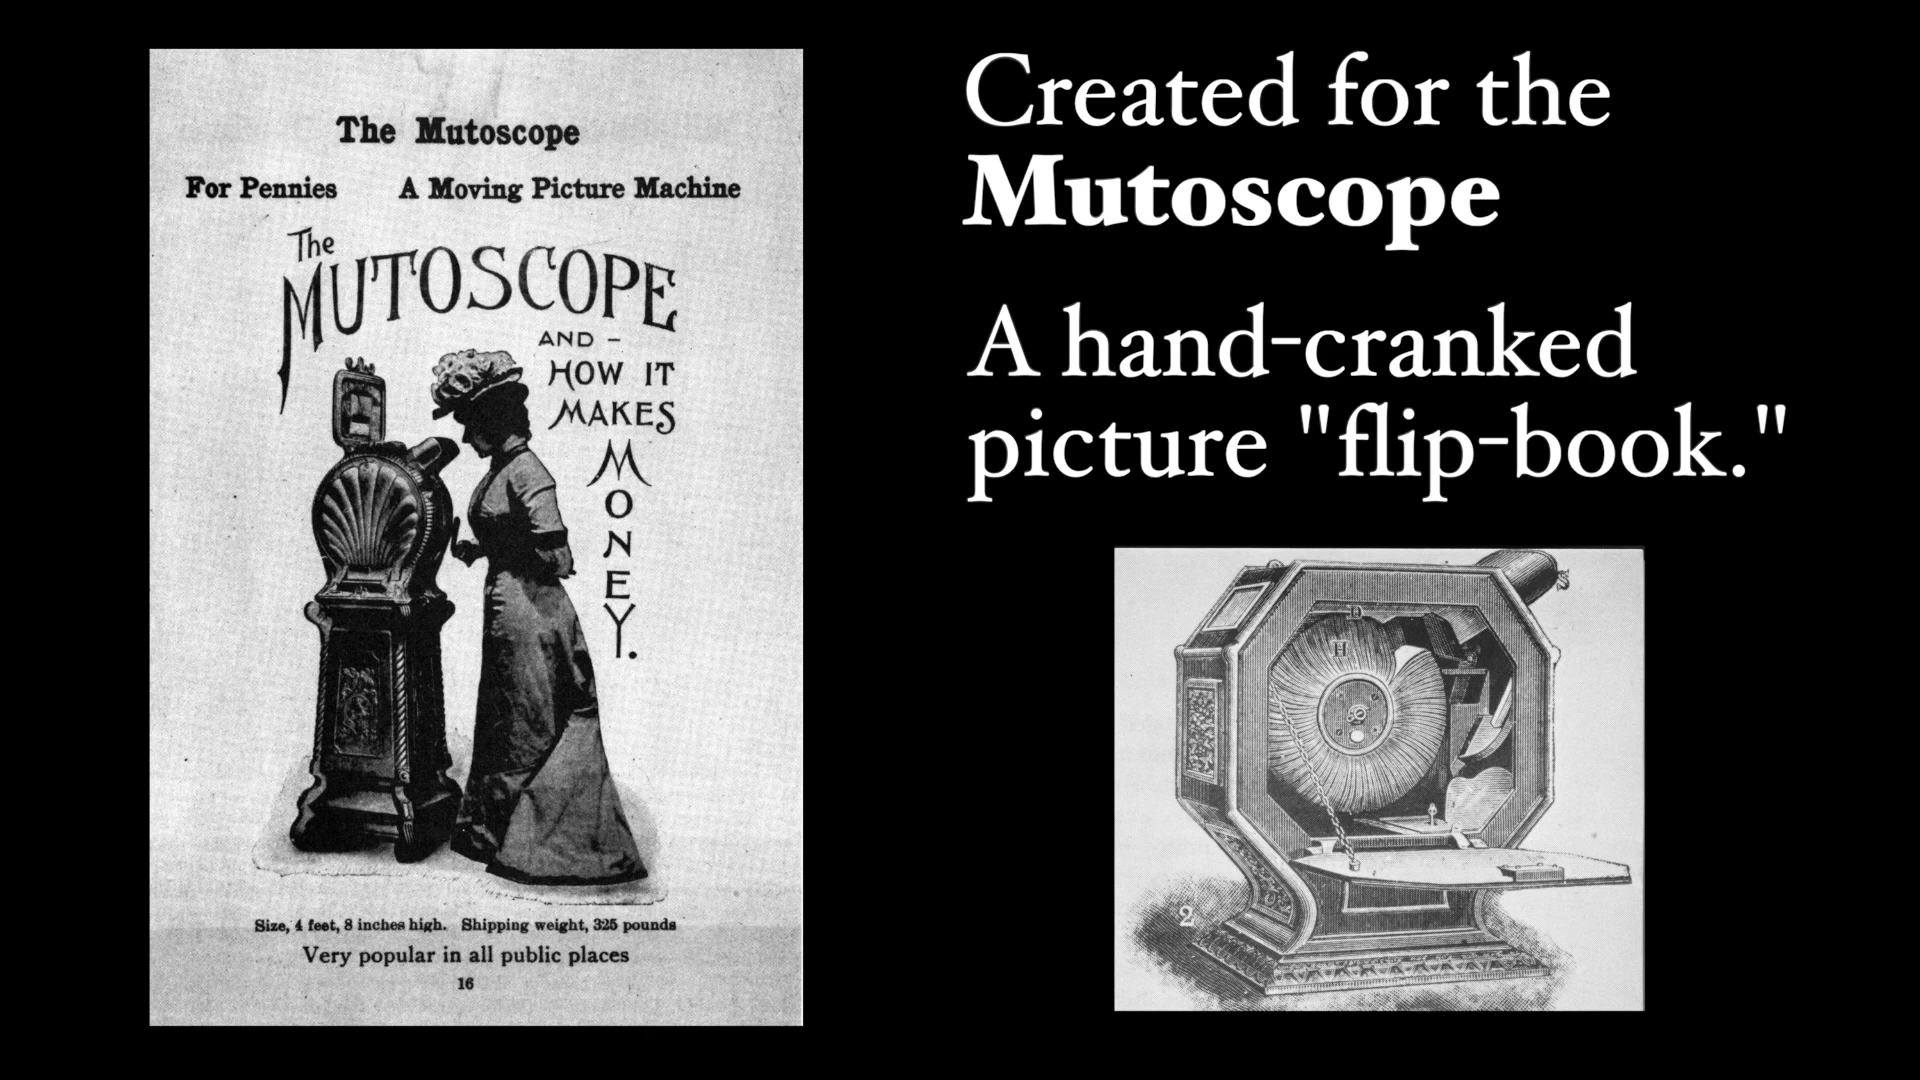 The Mutoscope
For Pennies A Moving Picture Machine
The
MUTOSCOPE
AND –
HOW IT
MAKES
MONEY.
Size, 4 feet, 8 inches high. Shipping weight, 325 pounds
Very popular in all public places
16
Created for the
Mutoscope
A hand-cranked
picture "flip-book."
D
H
2